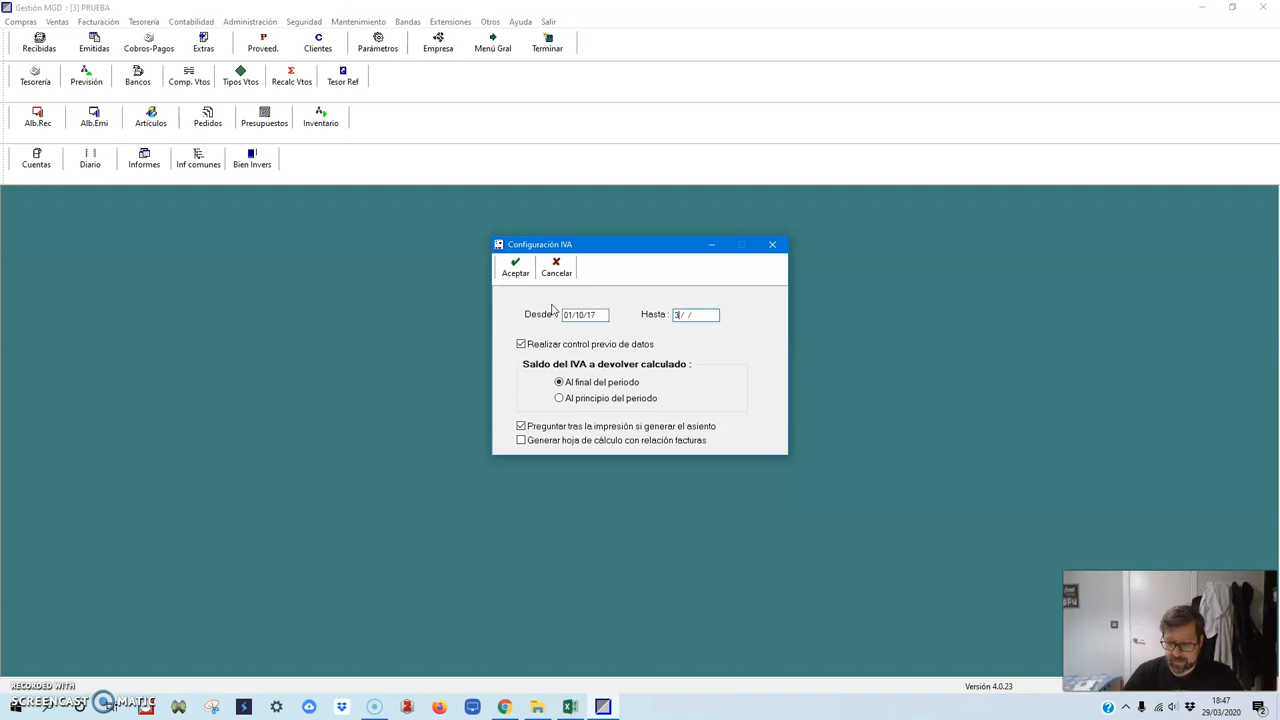 Gestión MGD : [3] PRUEBA
Compras Ventas Facturación Tesorería Contabilidad Administración Seguridad Mantenimiento Bandas Extensiones Otros Ayuda Salir
Recibidas Emitidas Cobros-Pagos Extras Proveed. Clientes Parámetros Empresa Menú Gral Terminar
Tesorería Previsión Bancos Comp. Vtos Tipos Vtos Recalc Vtos Tesor Ref
Alb.Rec Alb.Emi Artículos Pedidos Presupuestos Inventario
Cuentas Diario Informes Inf comunes Bien Invers
Configuración IVA
Aceptar Cancelar
Desde 01/10/17 Hasta : 3 / /
Realizar control previo de datos
Saldo del IVA a devolver calculado :
Al final del periodo
Al principio del periodo
Preguntar tras la impresión si generar el asiento
Generar hoja de cálculo con relación facturas
Versión 4.0.23
RECORDED WITH
SCREENCAST MATIC
18:47
29/03/2020